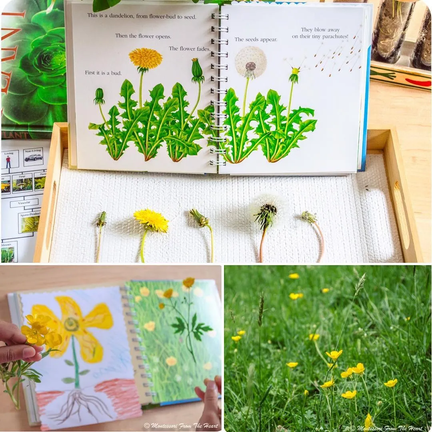 This is a dandelion, from flower-bud to seed.
Then the flower opens.
The flower fades.
First it is a bud.
The seeds appear.
They blow away
on their tiny parachutes!
© Montessori From The Heart
© Montessori From The Heart